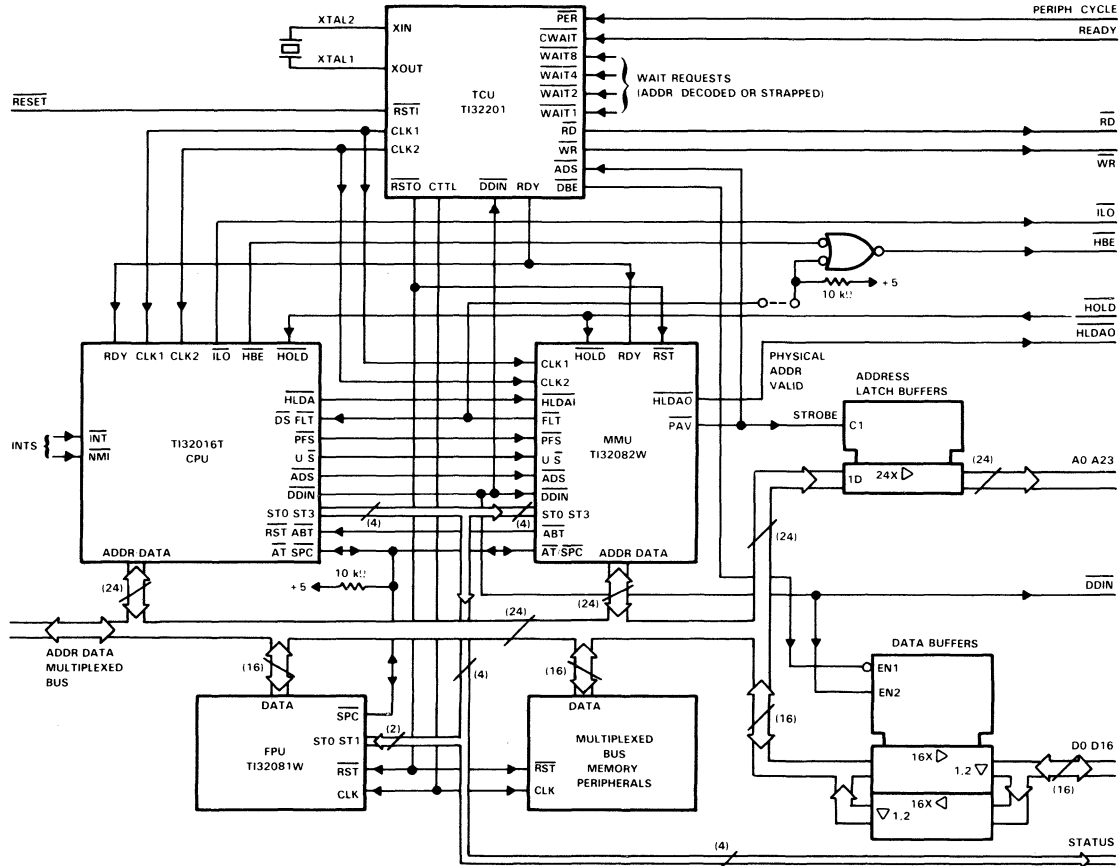 XTAL2
XTAL1
XIN
XOUT
RSTI
CLK1
CLK2
TCU
TI32201
PER
CWAIT
WAIT8
WAIT4
WAIT2
WAIT1
RD
WR
ADS
DBE
RSTO CTTL DDIN RDY
WAIT REQUESTS
(ADDR DECODED OR STRAPPED)
PERIPH CYCLE
READY
RESET
RD
WR
ILO
HBE
10 kΩ
+5
HOLD
HLDAO
RDY CLK1 CLK2 ILO HBE HOLD
INTS
INT
NMI
TI32016T
CPU
HLDA
DS FLT
PFS
U S
ADS
DDIN
ST0 ST3
RST ABT
AT SPC
ADDR/DATA
(4)
(4)
HOLD RDY RST
CLK1
CLK2
HLDAI
FLT
PFS
U S
ADS
DDIN
ST0 ST3
ABT
AT/SPC
MMU
TI32082W
HLDAO
PAV
ADDR DATA
PHYSICAL
ADDR
VALID
STROBE
ADDRESS
LATCH BUFFERS
C1
1D
24X ▷
(24)
A0 A23
(24)
DDIN
+5
10 kΩ
(24)
(24)
(24)
ADDR DATA
MULTIPLEXED
BUS
(16)
(4)
(16)
(16)
DATA BUFFERS
EN1
EN2
16X ▷
1,2 ▽
16X ◁
▽ 1,2
D0 D16
(16)
DATA
SPC
(2)
ST0 ST1
FPU
TI32081W
RST
CLK
DATA
MULTIPLEXED
BUS
MEMORY
PERIPHERALS
RST
CLK
(4)
STATUS